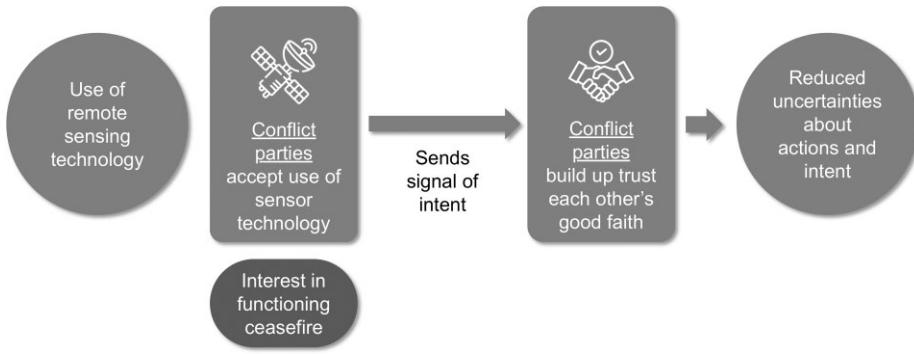 Use of
remote
sensing
technology
Conflict
parties
accept use of
sensor
technology
Interest in
functioning
ceasefire
Sends
signal of
intent
Conflict
parties
build up trust
each other's
good faith
Reduced
uncertainties
about
actions and
intent